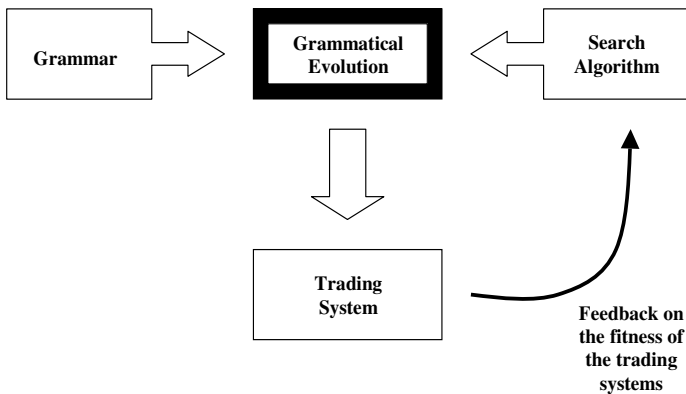 Grammar
Grammatical
Evolution
Search
Algorithm
Trading
System
Feedback on
the fitness of
the trading
systems